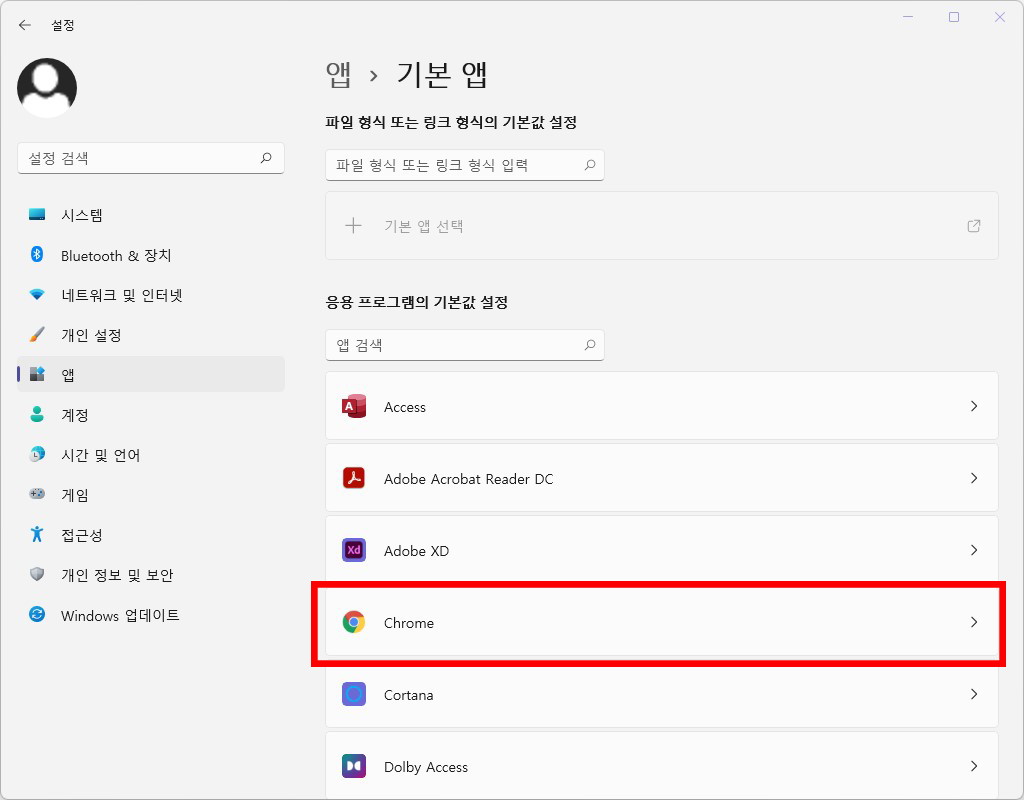 설정
앱 › 기본 앱
파일 형식 또는 링크 형식의 기본값 설정
설정 검색
파일 형식 또는 링크 형식 입력
기본 앱 선택
시스템
Bluetooth & 장치
네트워크 및 인터넷
개인 설정
앱
계정
시간 및 언어
게임
접근성
개인 정보 및 보안
Windows 업데이트
응용 프로그램의 기본값 설정
앱 검색
A Access
Adobe Acrobat Reader DC
Xd Adobe XD
Chrome
Cortana
Dolby Access